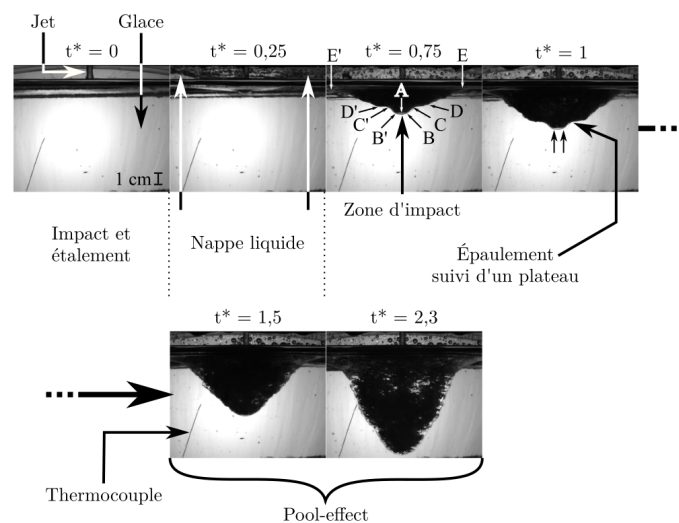 Jet
Glace
t* = 0
t* = 0,25
t* = 0,75
t* = 1
E'
E
A
D'
D
C'
C
B'
B
1 cm
Zone d'impact
Impact et
étalement
Nappe liquide
Épaulement
suivi d'un plateau
t* = 1,5
t* = 2,3
Thermocouple
Pool-effect